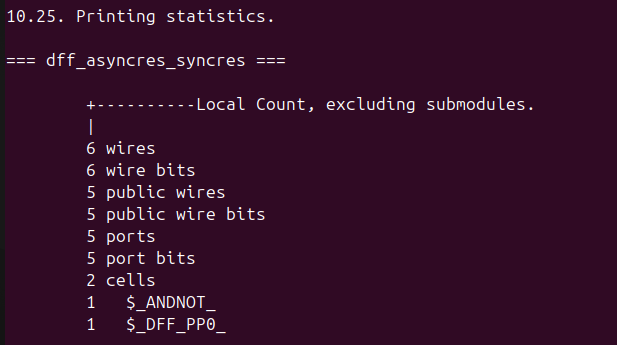 10.25. Printing statistics.
=== dff_asyncres_syncres ===
+----------Local Count, excluding submodules.
|
6 wires
6 wire bits
5 public wires
5 public wire bits
5 ports
5 port bits
2 cells
1   $_ANDNOT_
1   $_DFF_PP0_